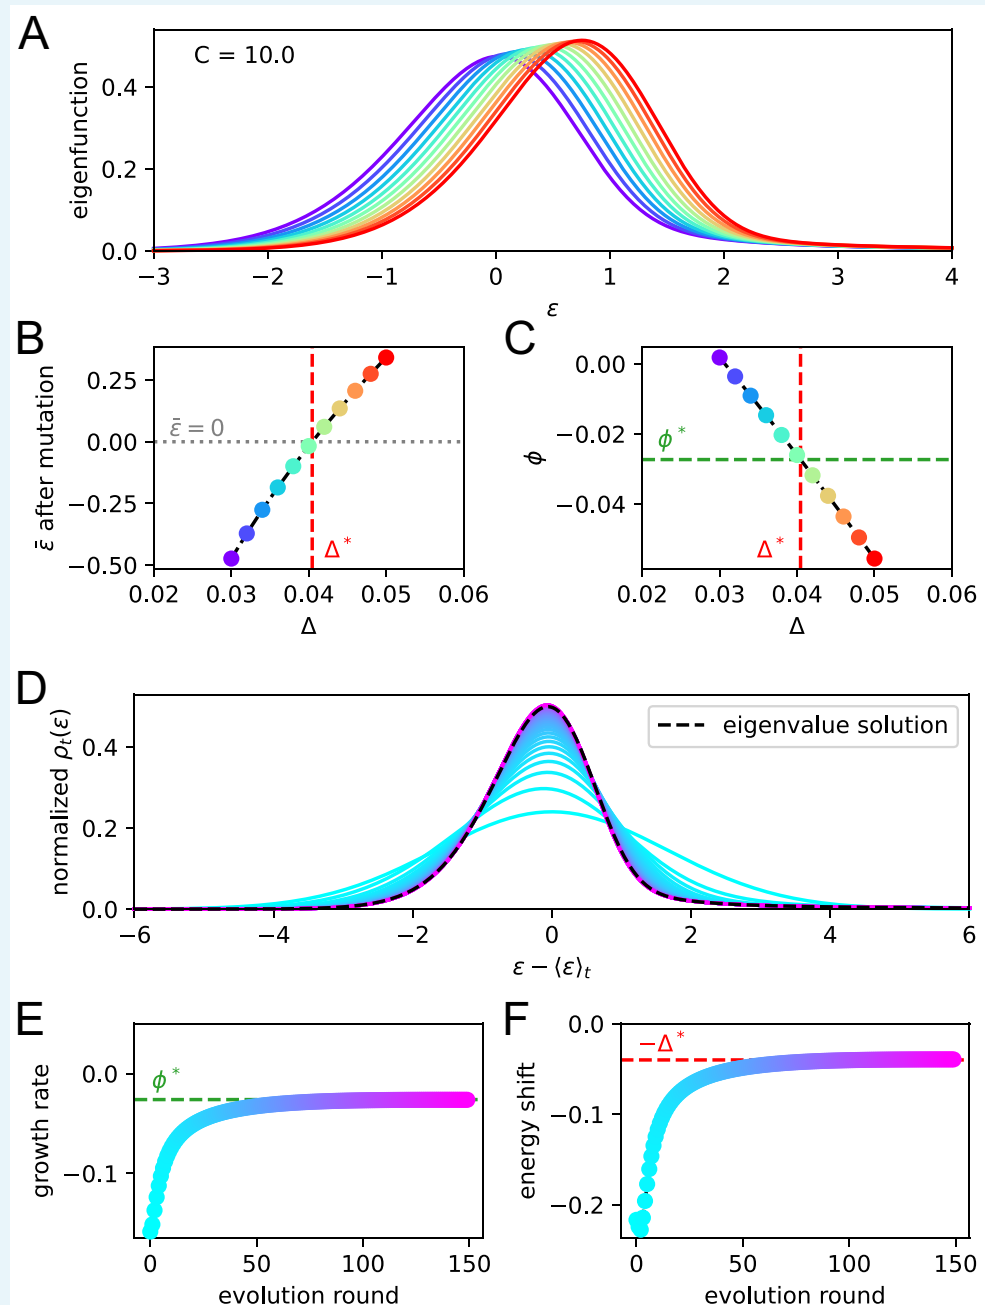 A
C = 10.0
eigenfunction
0.4
0.2
0.0
−3 −2 −1 0 1 2 3 4
ε
B
ε̄ after mutation
0.25
0.00
−0.25
−0.50
ε̄ = 0
Δ*
0.02 0.03 0.04 0.05 0.06
Δ
C
ϕ
0.00
−0.02
−0.04
ϕ*
Δ*
0.02 0.03 0.04 0.05 0.06
Δ
D
normalized ρt(ε)
0.4
0.2
0.0
eigenvalue solution
−6 −4 −2 0 2 4 6
ε − ⟨ε⟩t
E
growth rate
0.0
−0.1
ϕ*
0 50 100 150
evolution round
F
energy shift
0.0
−0.1
−0.2
−Δ*
0 50 100 150
evolution round